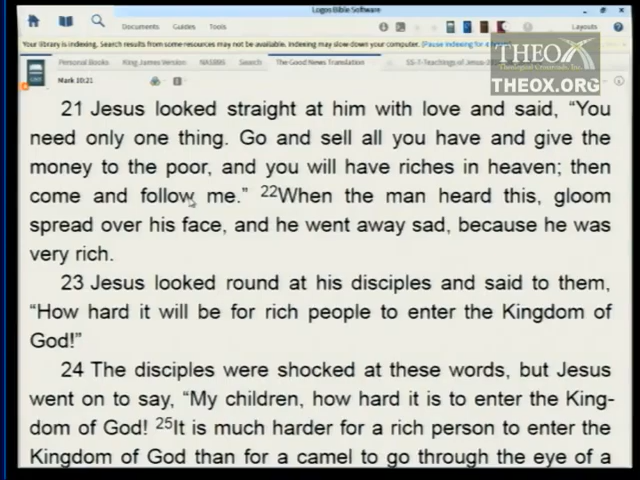 Logos Bible Software
Documents Guides Tools
Layouts
Your library is indexing. Search results from some resources may not be available. Indexing may slow down your computer. (Pause indexing for
THEOX
THEOX.ORG
Personal Books King James Version NASB95 Search The Good News Translation SS-7-Teachings of Jesus
Mark 10:21
21 Jesus looked straight at him with love and said, “You
need only one thing. Go and sell all you have and give the
money to the poor, and you will have riches in heaven; then
come and follow me.” 22When the man heard this, gloom
spread over his face, and he went away sad, because he was
very rich.
23 Jesus looked round at his disciples and said to them,
“How hard it will be for rich people to enter the Kingdom of
God!”
24 The disciples were shocked at these words, but Jesus
went on to say, “My children, how hard it is to enter the King-
dom of God! 25It is much harder for a rich person to enter the
Kingdom of God than for a camel to go through the eye of a